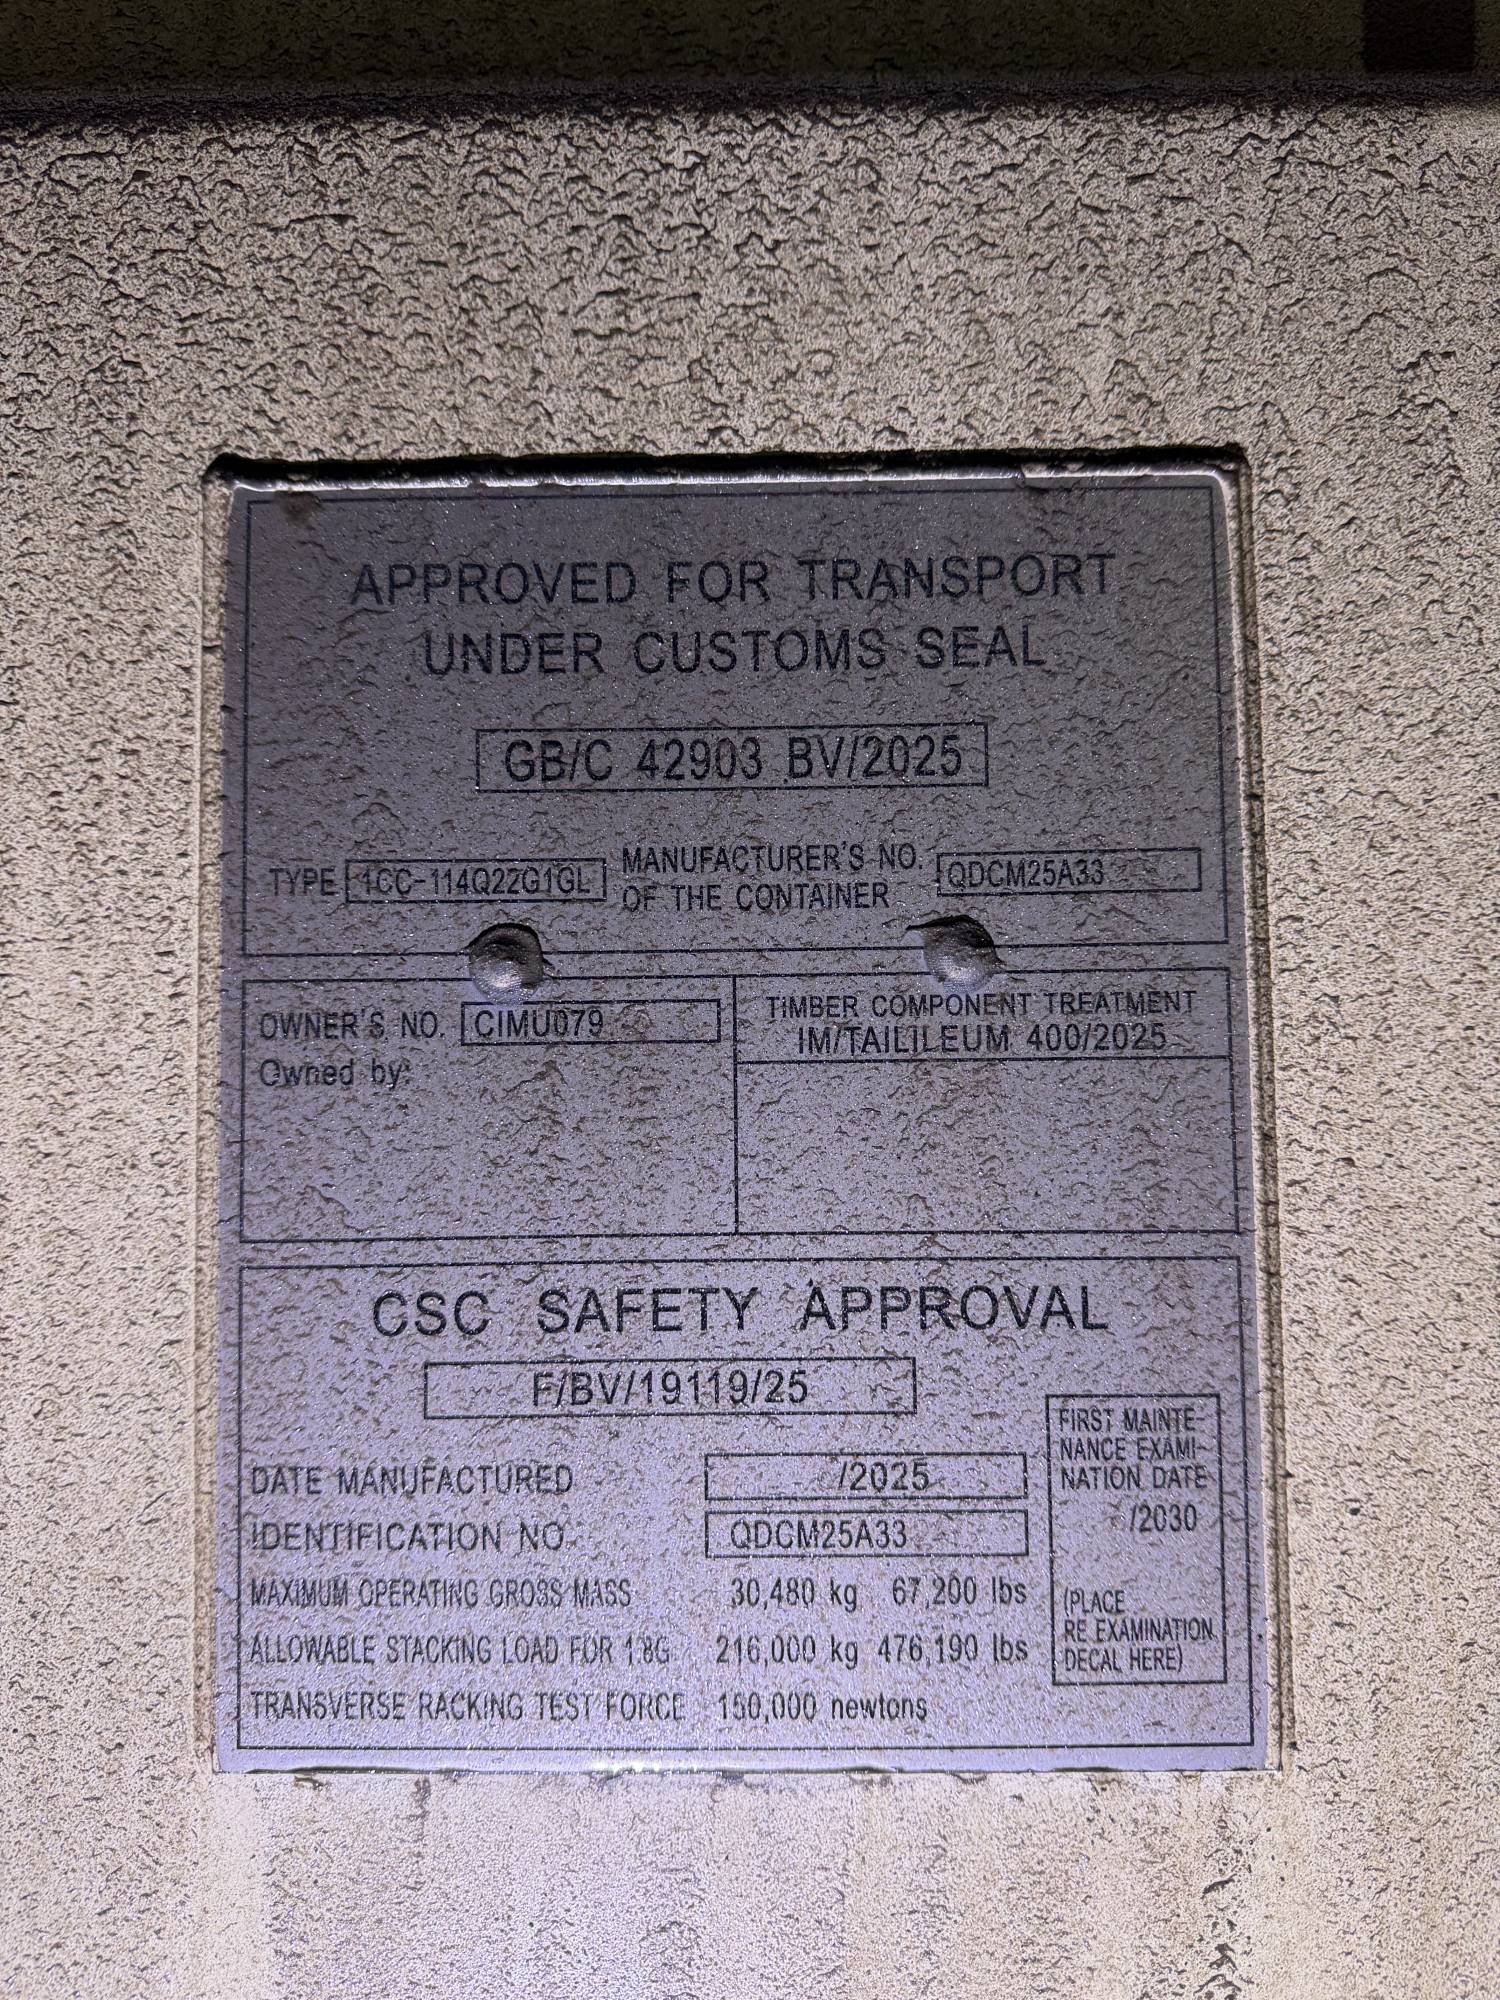 APPROVED FOR TRANSPORT
UNDER CUSTOMS SEAL
GB/C 42903 BV/2025
TYPE 1CC-114Q22G1GL
MANUFACTURER'S NO.
OF THE CONTAINER
QDCM25A33
OWNER'S NO. CIMU079
Owned by:
TIMBER COMPONENT TREATMENT
IM/TAILILEUM 400/2025
CSC SAFETY APPROVAL
F/BV/19119/25
DATE MANUFACTURED /2025
IDENTIFICATION NO. QDCM25A33
MAXIMUM OPERATING GROSS MASS 30,480 kg 67,200 lbs
ALLOWABLE STACKING LOAD FOR 1.8G 216,000 kg 476,190 lbs
TRANSVERSE RACKING TEST FORCE 150,000 newtons
FIRST MAINTE-
NANCE EXAMI-
NATION DATE
/2030
(PLACE
RE EXAMINATION
DECAL HERE)